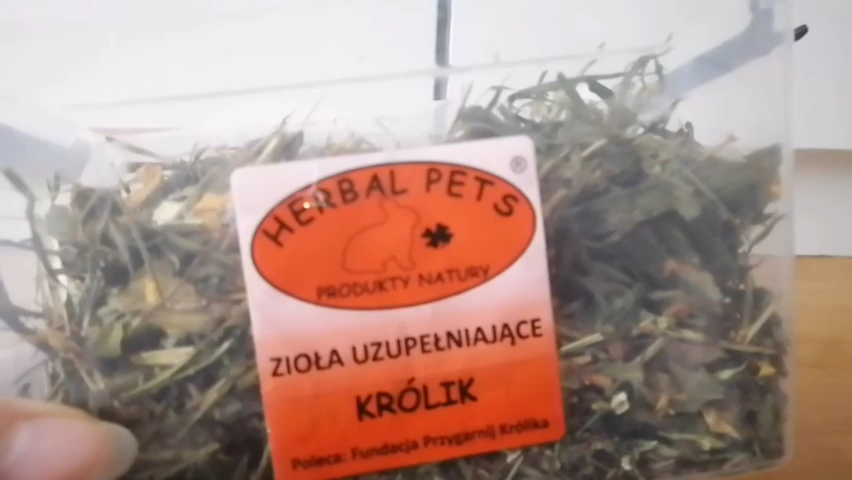 HERBAL PETS
®
PRODUKTY NATURY
ZIOŁA UZUPEŁNIAJĄCE
KRÓLIK
Poleca: Fundacja Przygarnij Królika